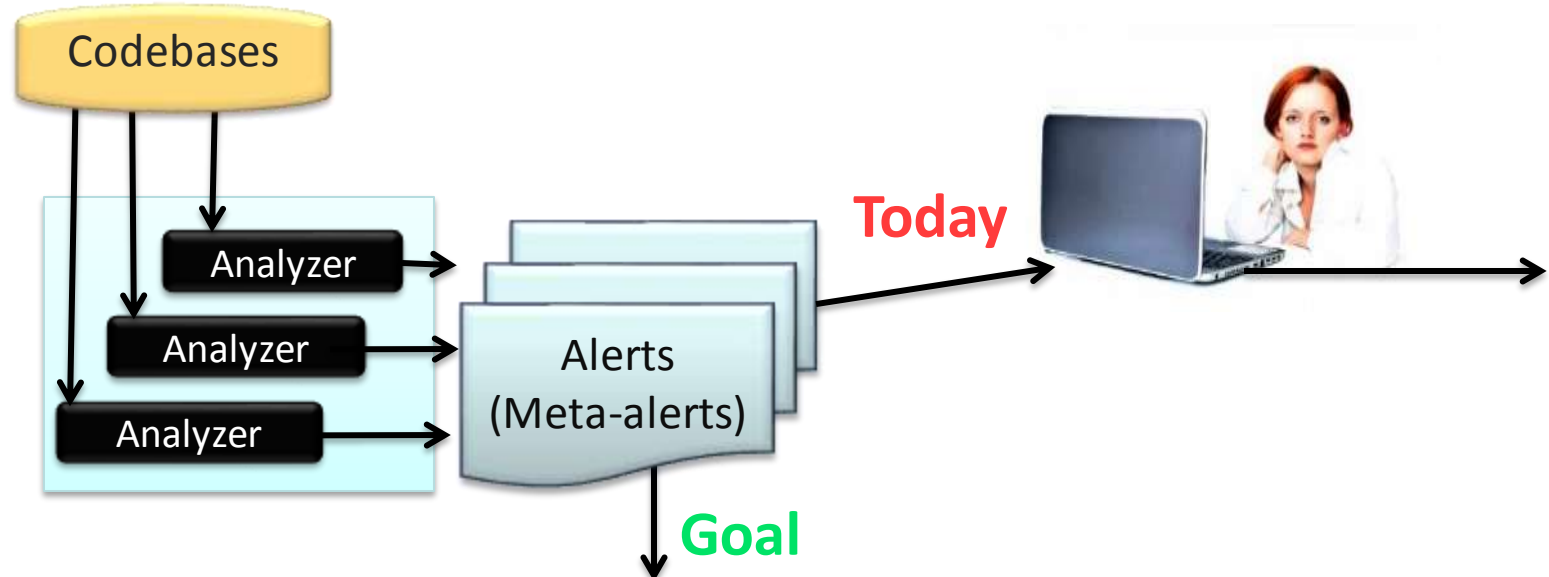 Codebases
Today
Analyzer
Analyzer
Alerts
(Meta-alerts)
Analyzer
Goal